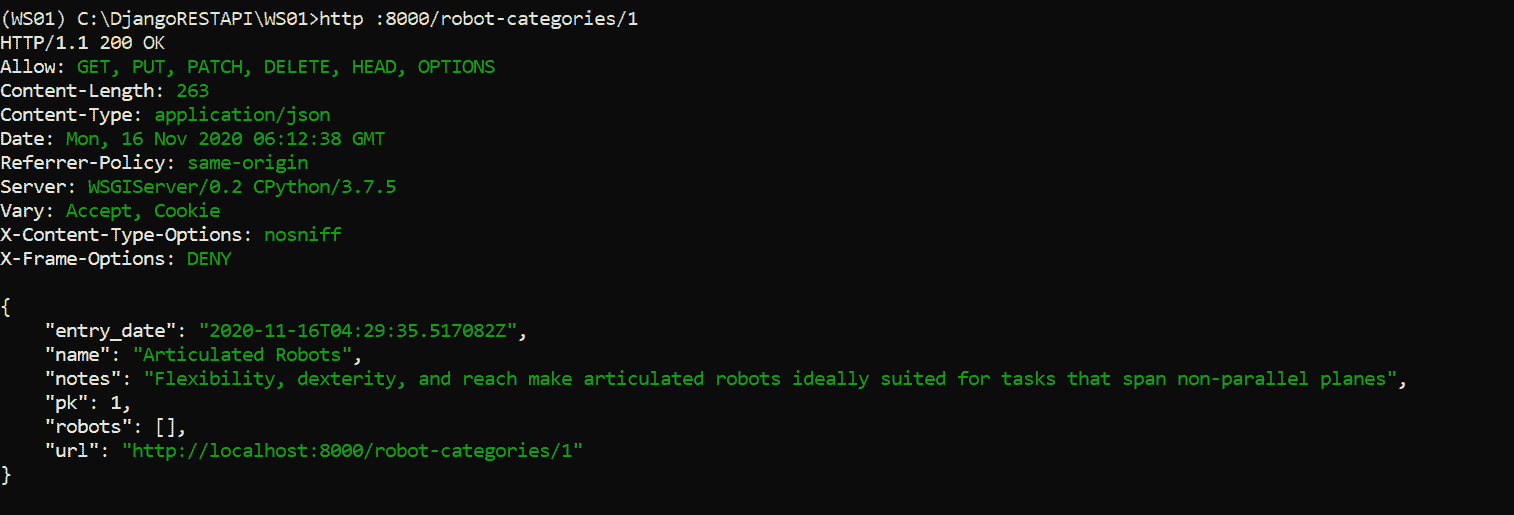 (WS01) C:\DjangoRESTAPI\WS01>http :8000/robot-categories/1
HTTP/1.1 200 OK
Allow: GET, PUT, PATCH, DELETE, HEAD, OPTIONS
Content-Length: 263
Content-Type: application/json
Date: Mon, 16 Nov 2020 06:12:38 GMT
Referrer-Policy: same-origin
Server: WSGIServer/0.2 CPython/3.7.5
Vary: Accept, Cookie
X-Content-Type-Options: nosniff
X-Frame-Options: DENY

{
    "entry_date": "2020-11-16T04:29:35.517082Z",
    "name": "Articulated Robots",
    "notes": "Flexibility, dexterity, and reach make articulated robots ideally suited for tasks that span non-parallel planes",
    "pk": 1,
    "robots": [],
    "url": "http://localhost:8000/robot-categories/1"
}